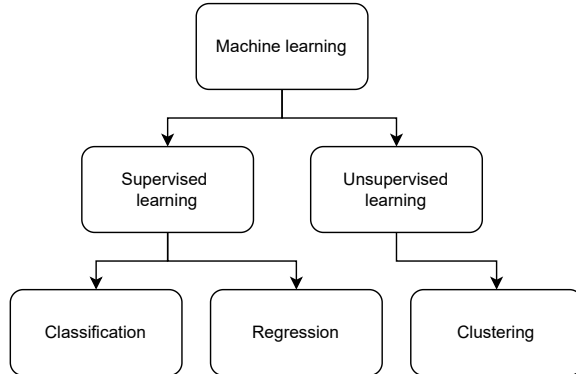 Machine learning
Supervised
learning
Unsupervised
learning
Classification
Regression
Clustering